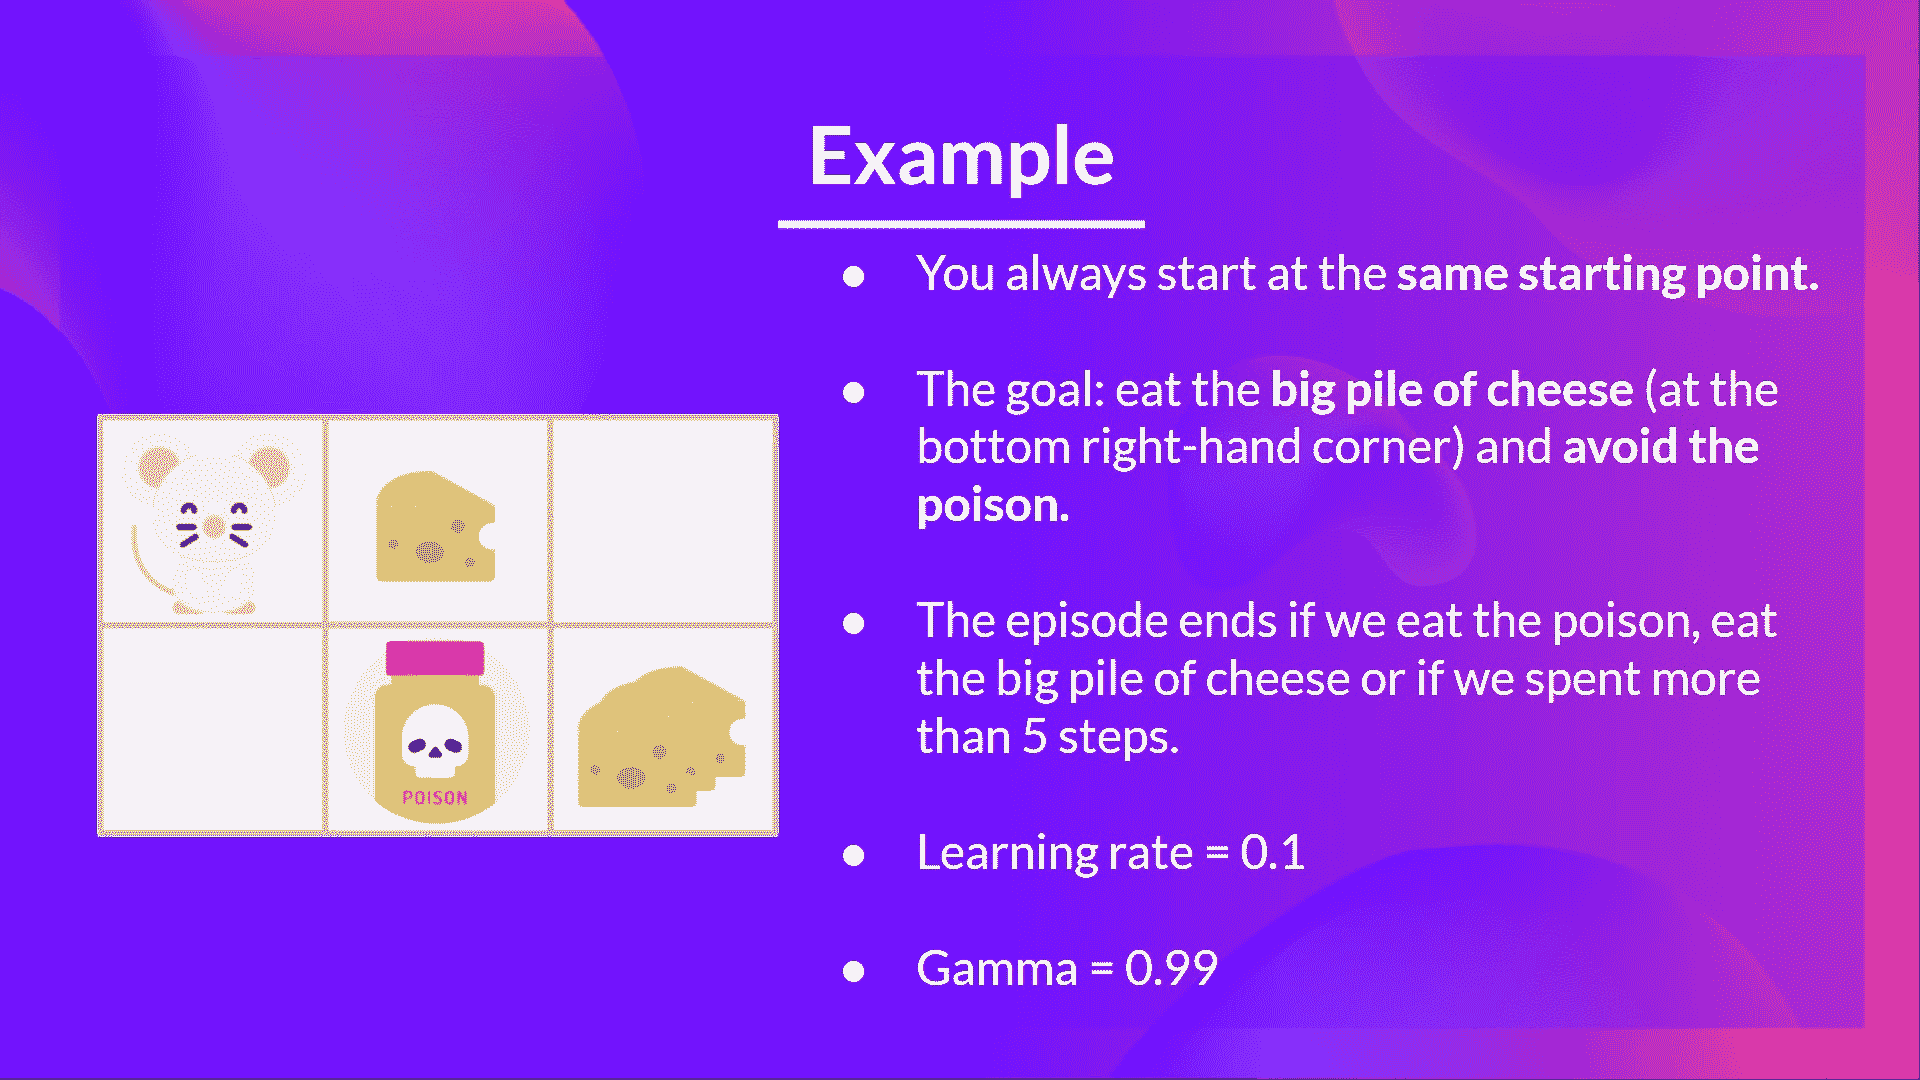 Example
● You always start at the same starting point.
● The goal: eat the big pile of cheese (at the
bottom right-hand corner) and avoid the
poison.
● The episode ends if we eat the poison, eat
the big pile of cheese or if we spent more
than 5 steps.
POISON
● Learning rate = 0.1
● Gamma = 0.99